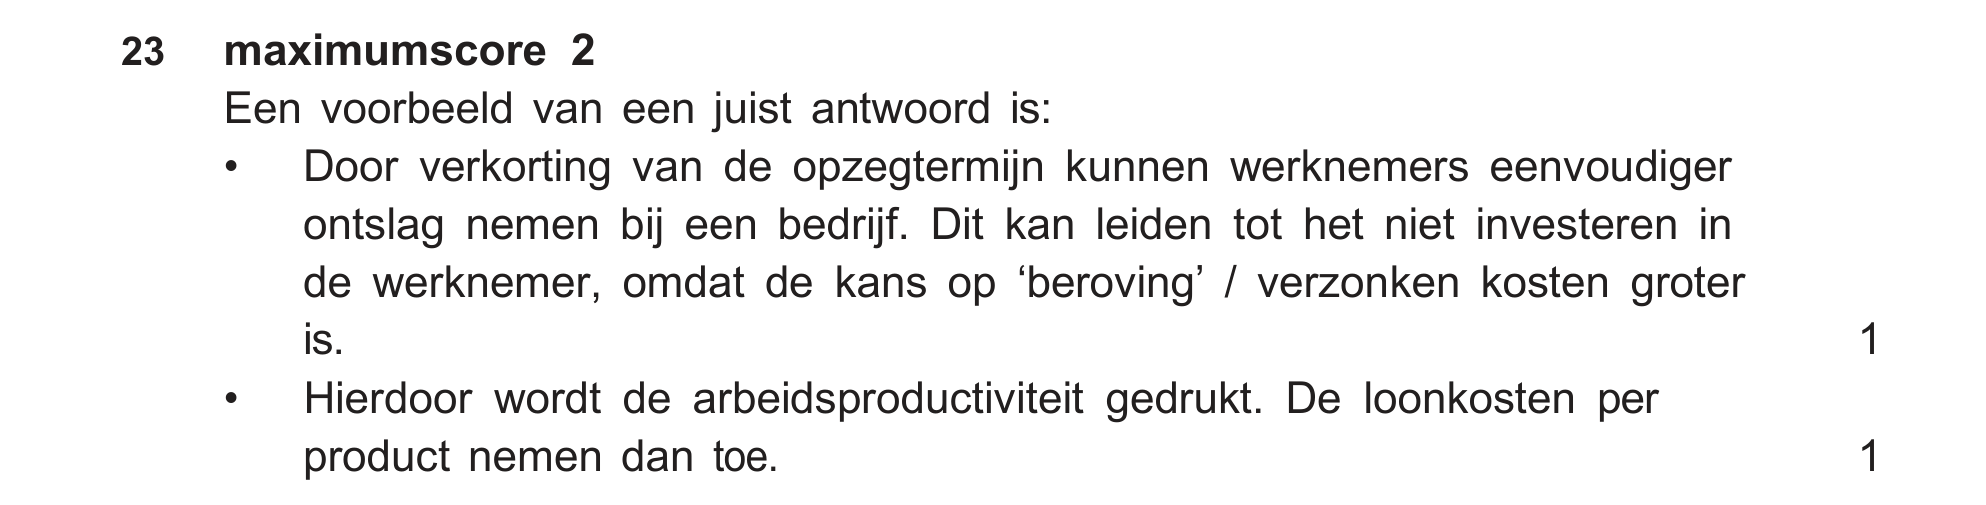 23 maximumscore 2
Een voorbeeld van een juist antwoord is:
• Door verkorting van de opzegtermijn kunnen werknemers eenvoudiger
ontslag nemen bij een bedrijf. Dit kan leiden tot het niet investeren in
de werknemer, omdat de kans op ‘beroving’ / verzonken kosten groter
is. 1
• Hierdoor wordt de arbeidsproductiviteit gedrukt. De loonkosten per
product nemen dan toe. 1